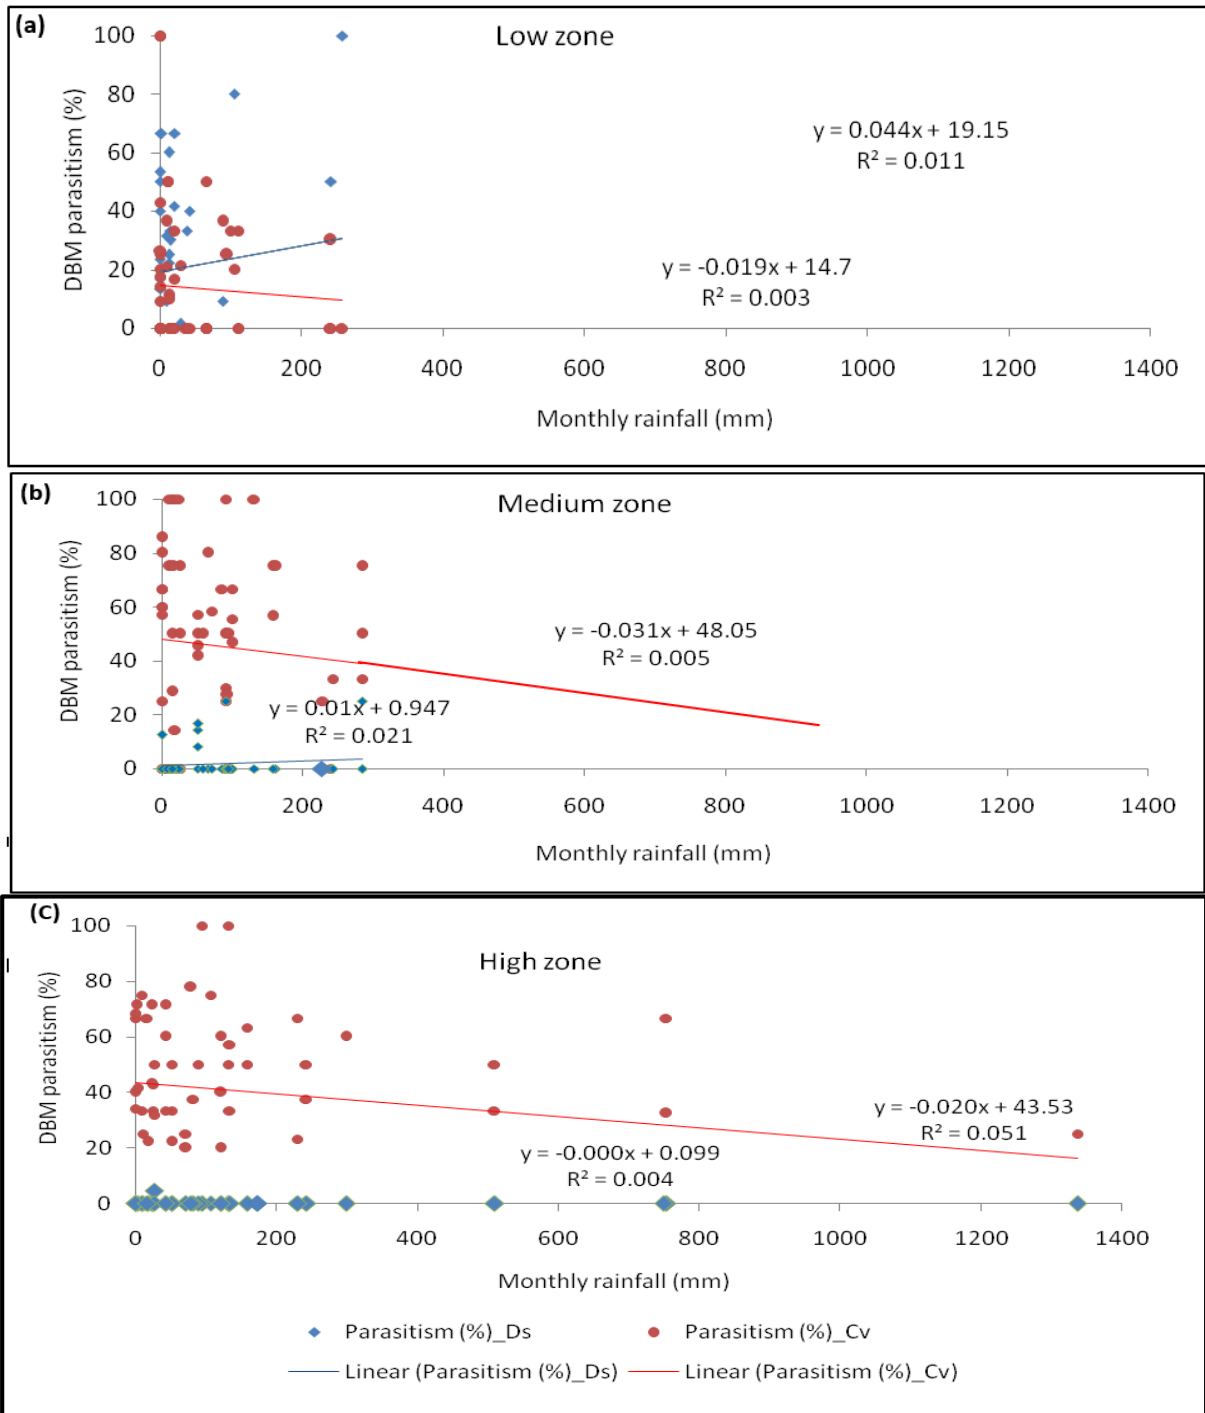 (a)
Low zone
DBM parasitism (%)
100
80
60
40
20
0
y = 0.044x + 19.15
R² = 0.011
y = -0.019x + 14.7
R² = 0.003
0 200 400 600 800 1000 1200 1400
Monthly rainfall (mm)
(b)
Medium zone
DBM parasitism (%)
100
80
60
40
20
0
y = -0.031x + 48.05
R² = 0.005
y = 0.01x + 0.947
R² = 0.021
0 200 400 600 800 1000 1200 1400
Monthly rainfall (mm)
(C)
High zone
DBM parasitism (%)
100
80
60
40
20
0
y = -0.020x + 43.53
R² = 0.051
y = -0.000x + 0.099
R² = 0.004
0 200 400 600 800 1000 1200 1400
Monthly rainfall (mm)
Parasitism (%)_Ds Parasitism (%)_Cv
Linear (Parasitism (%)_Ds) Linear (Parasitism (%)_Cv)